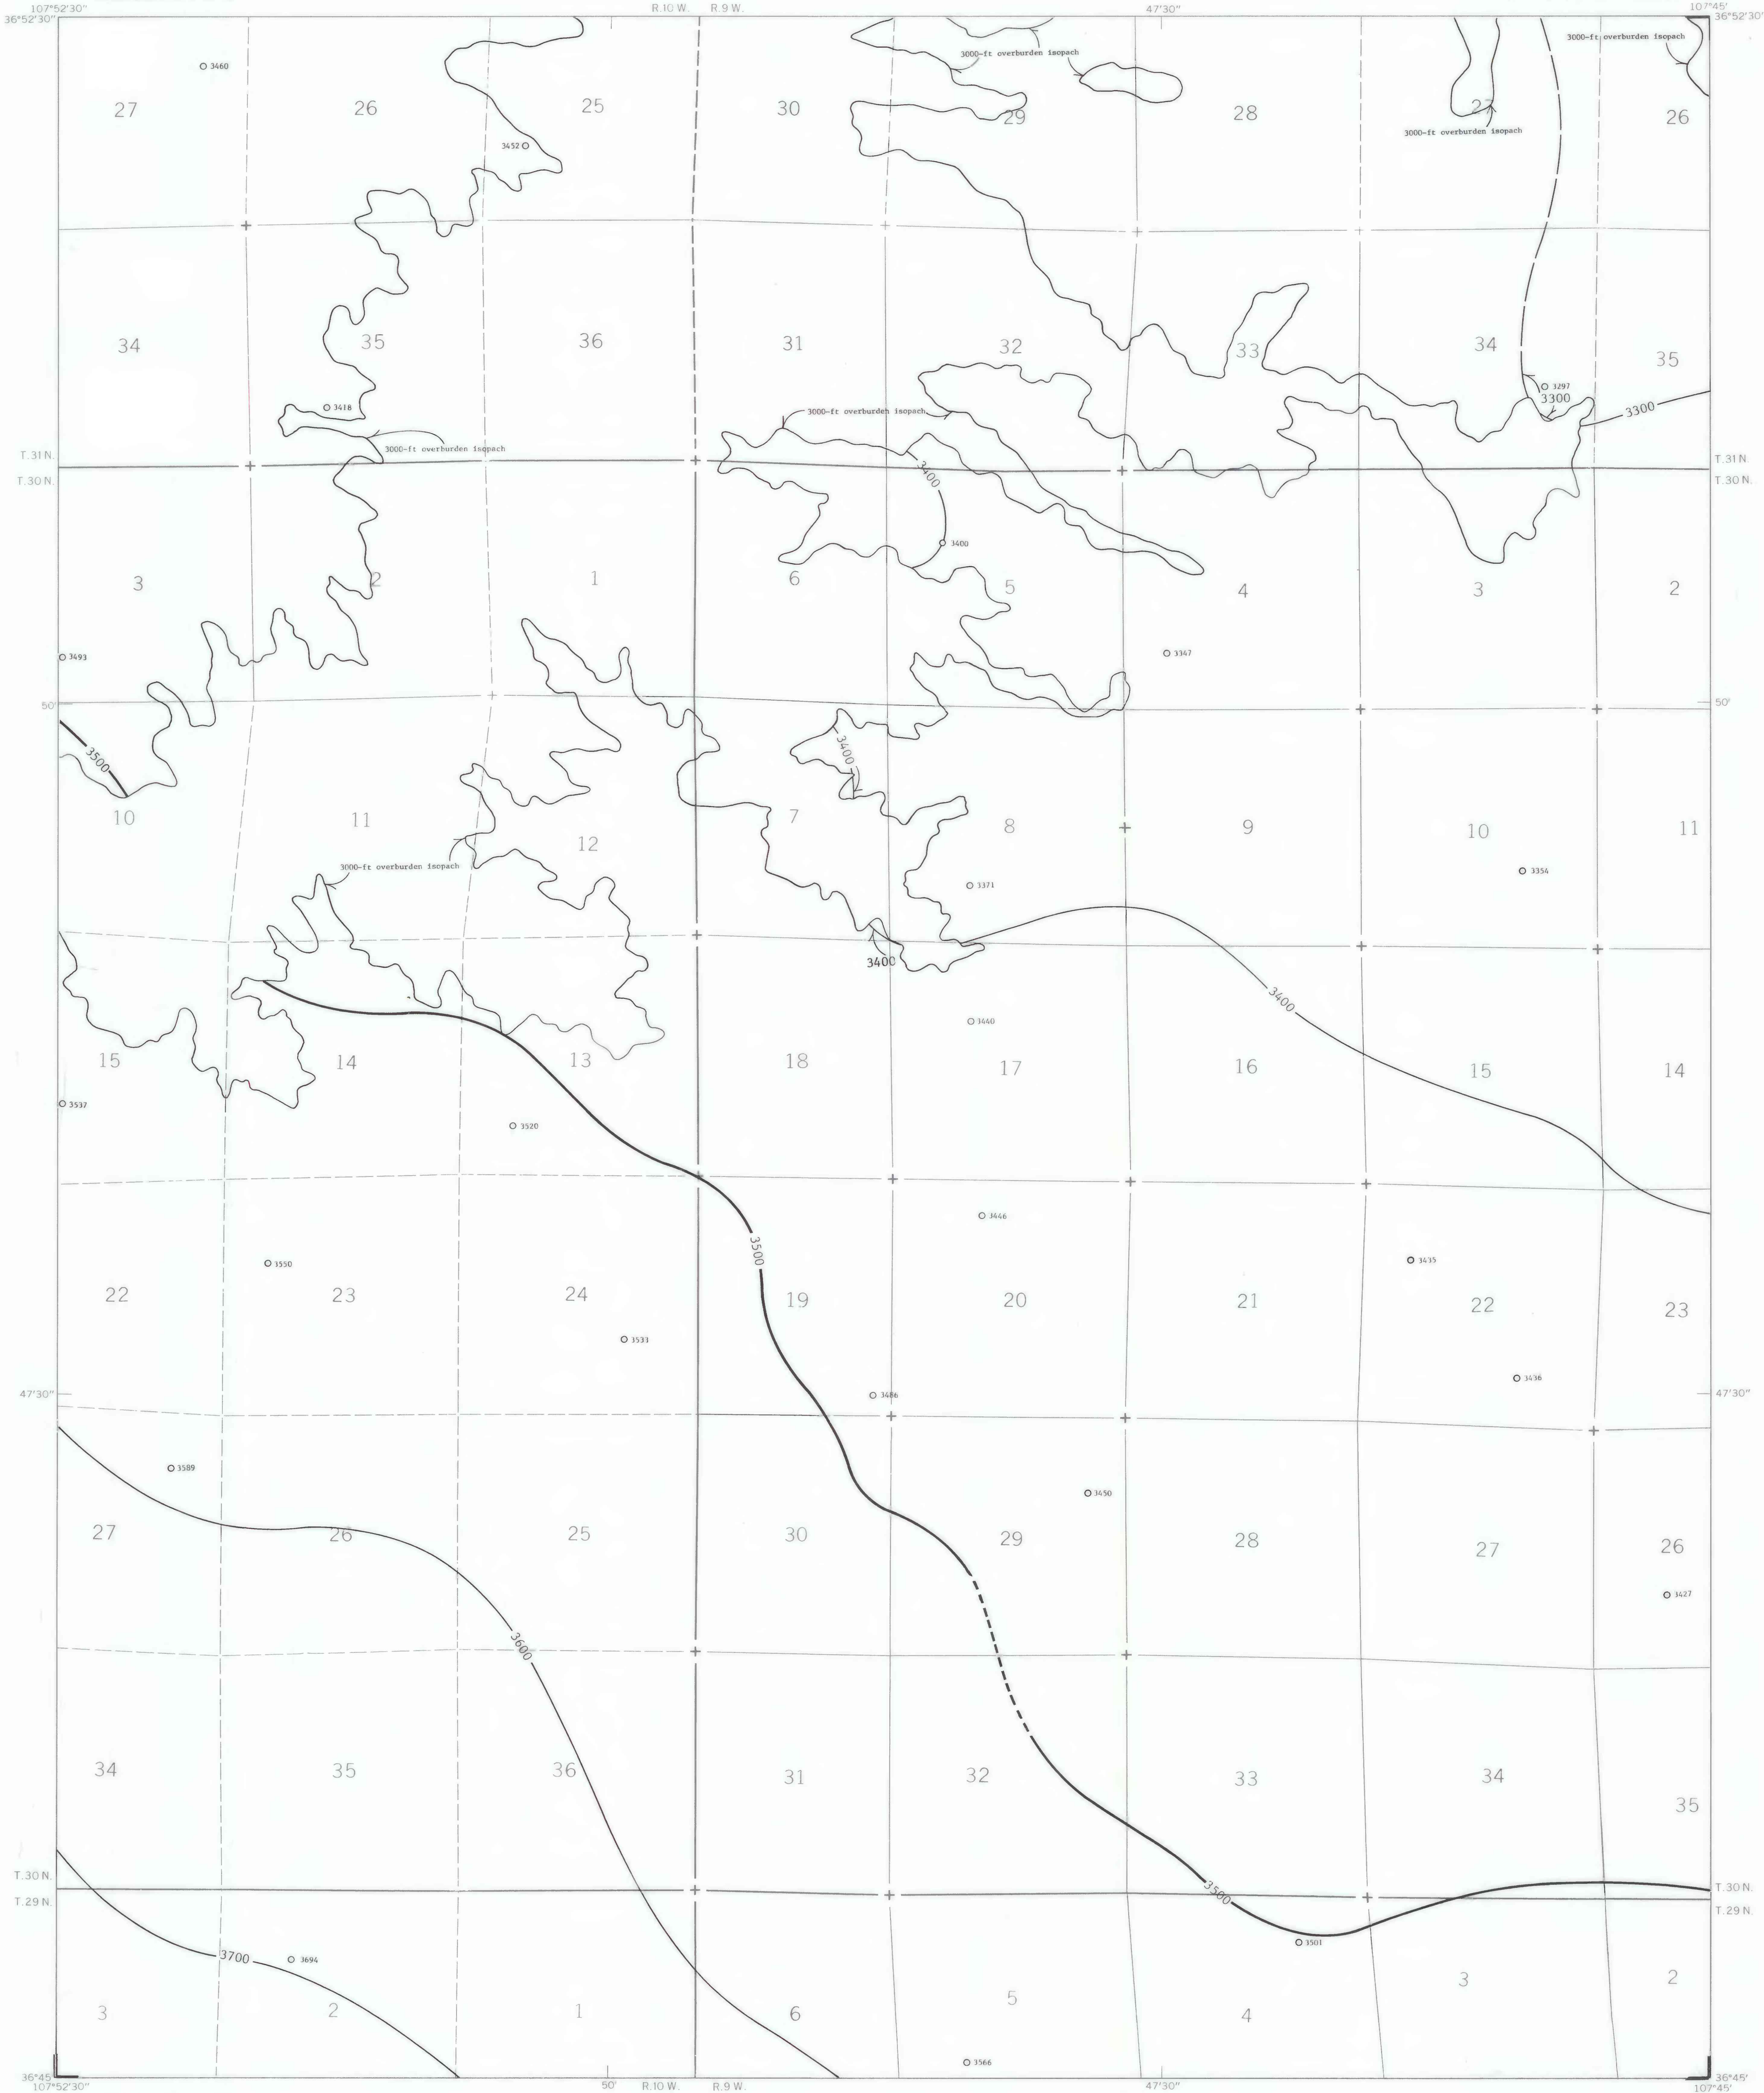 107°52'30" R.10 W. R.9 W. 47'30" 107°45'
36°52'30" 36°52'30"
3000-ft overburden isopach
3000-ft overburden isopach
3460
27 26 25 30 29 28 27 26
3000-ft overburden isopach
3452
34 35 36 31 32 33 34 35
3297
3300
3300
3418
3000-ft overburden isopach
3000-ft overburden isopach
T.31 N. T.31 N.
T.30 N. T.30 N.
3400
3400
3 2 1 6 5 4 3 2
3493 3347
50' 50'
3500 3400
10 11 12 7 8 9 10 11
3000-ft overburden isopach
3354
3371
3400
3400
3440
15 14 13 18 17 16 15 14
3537
3520
3446
3500
3550 3435
22 23 24 19 20 21 22 23
3533
3436
47'30" 3486 47'30"
3589
3450
27 26 25 30 29 28 27 26
3427
3600
34 35 36 31 32 33 34 35
T.30 N. 3500 T.30 N.
T.29 N. T.29 N.
3501
3700 3694
3 2 1 6 5 4 3 2
3566
36°45' 36°45'
107°52'30" 50' R.10 W. R.9 W. 47'30" 107°45'